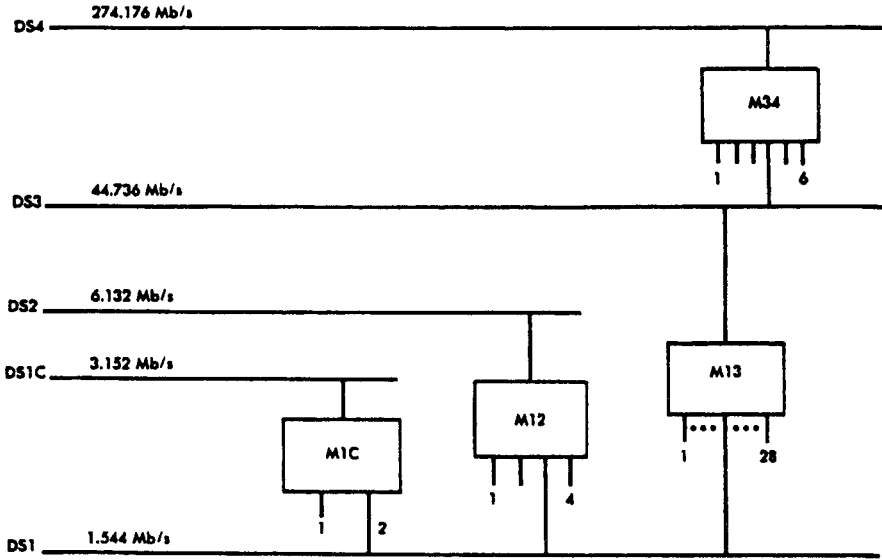 274.176 Mb/s
DS4
M34
1 6
44.736 Mb/s
DS3
6.132 Mb/s
DS2
3.152 Mb/s
DS1C
M13
M12
M1C
1 ... ... 28
1 4
1 2
1.544 Mb/s
DS1